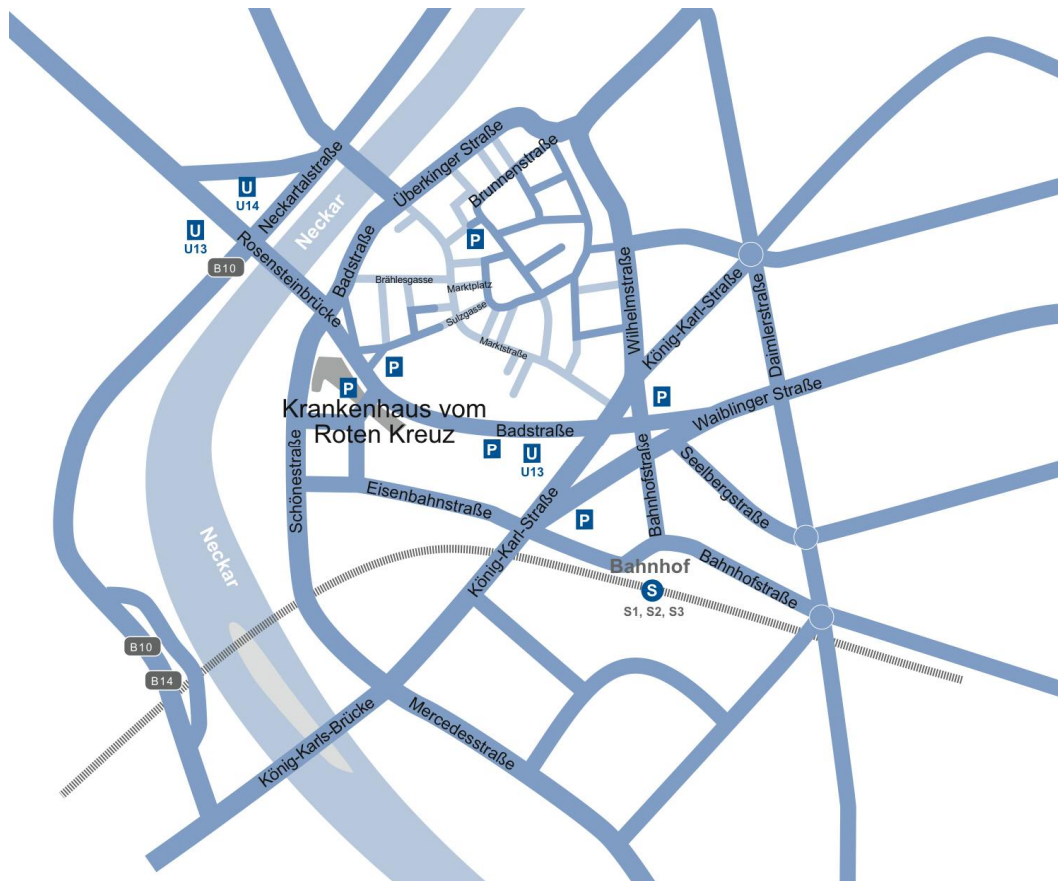 Neckartalstraße
Überkinger Straße
Brunnenstraße
U
U14
U
U13
Neckar
Rosensteinbrücke
B10
Badstraße
P
Brählesgasse
Marktplatz
Sulzgasse
Marktstraße
Wilhelmstraße
König-Karl-Straße
Daimlerstraße
P
P
Krankenhaus vom
Roten Kreuz
P
Waiblinger Straße
Badstraße
P
U
U13
Schönestraße
Eisenbahnstraße
König-Karl-Straße
P
Bahnhofstraße
Seelbergstraße
Neckar
Bahnhof
S
S1, S2, S3
Bahnhofstraße
B10
B14
König-Karls-Brücke
Mercedesstraße